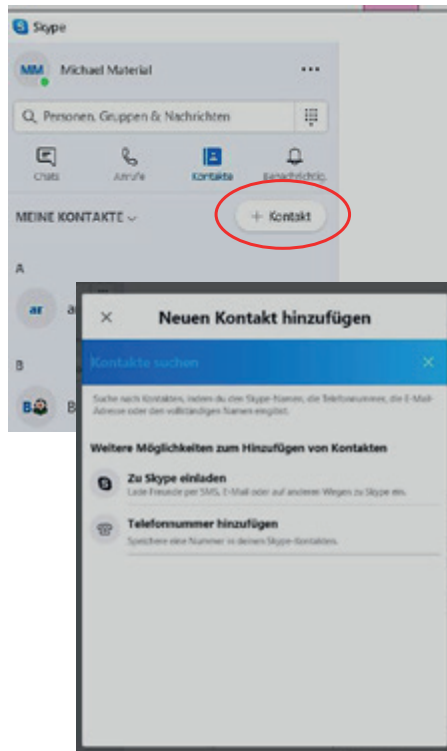 Skype
MM Michael Material
Personen, Gruppen & Nachrichten
Chats Anrufe Kontakte Benachrichtig.
MEINE KONTAKTE + Kontakt
A
ar a
B
B B
× Neuen Kontakt hinzufügen
Kontakte suchen ×
Suche nach Kontakten, indem du den Skype-Namen, die Telefonnummer, die E-Mail-
Adresse oder den vollständigen Namen eingibst.
Weitere Möglichkeiten zum Hinzufügen von Kontakten
Zu Skype einladen
Lade Freunde per SMS, E-Mail oder auf anderen Wegen zu Skype ein.
Telefonnummer hinzufügen
Speichere eine Nummer in deinen Skype-Kontakten.